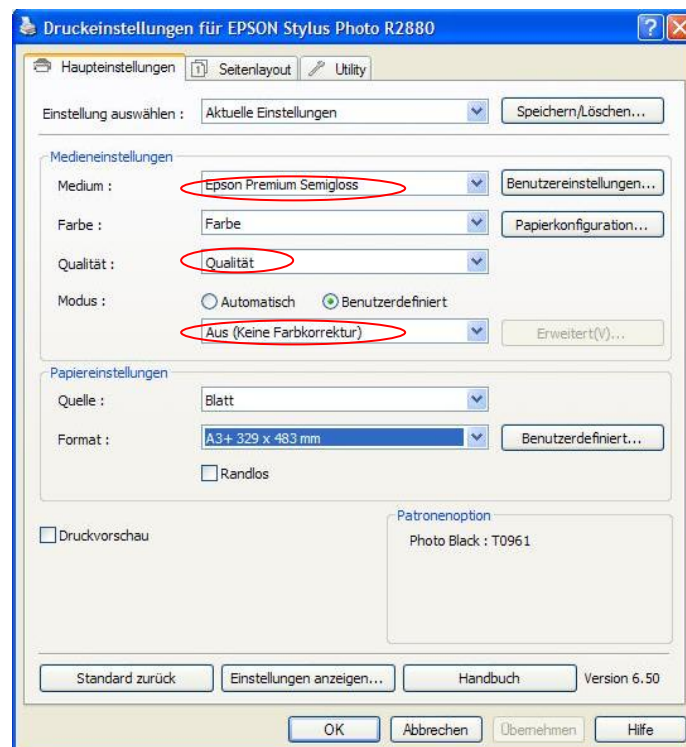 Druckeinstellungen für EPSON Stylus Photo R2880
Haupteinstellungen Seitenlayout Utility
Einstellung auswählen : Aktuelle Einstellungen Speichern/Löschen...
Medieneinstellungen
Medium : Epson Premium Semigloss Benutzereinstellungen...
Farbe : Farbe Papierkonfiguration...
Qualität : Qualität
Modus : Automatisch Benutzerdefiniert
Aus (Keine Farbkorrektur) Erweitert(V)...
Papiereinstellungen
Quelle : Blatt
Format : A3+ 329 x 483 mm Benutzerdefiniert...
Randlos
Druckvorschau
Patronenoption
Photo Black : T0961
Standard zurück Einstellungen anzeigen... Handbuch Version 6.50
OK Abbrechen Übernehmen Hilfe